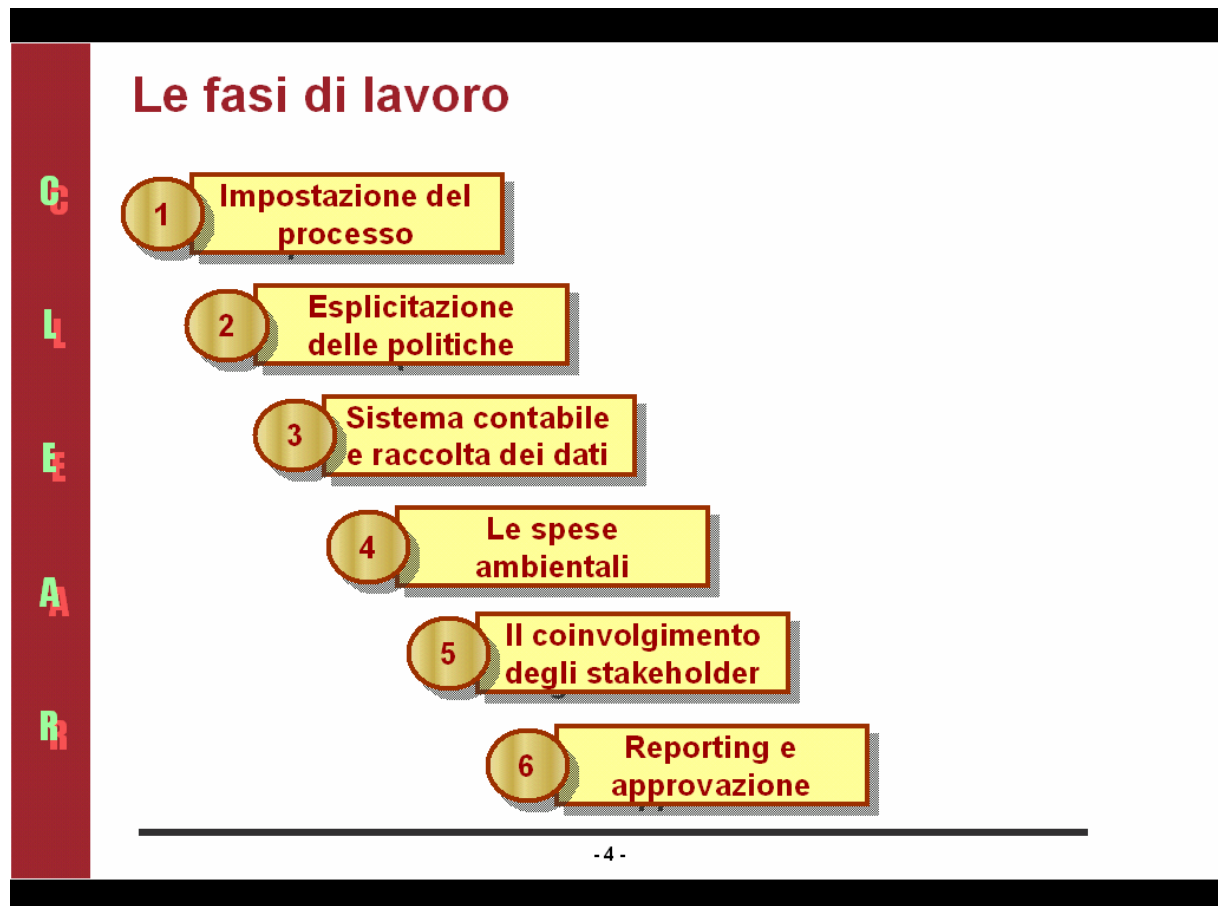 Le fasi di lavoro
C
L
E
A
R
1
Impostazione del
processo
2
Esplicitazione
delle politiche
3
Sistema contabile
e raccolta dei dati
4
Le spese
ambientali
5
Il coinvolgimento
degli stakeholder
6
Reporting e
approvazione
- 4 -